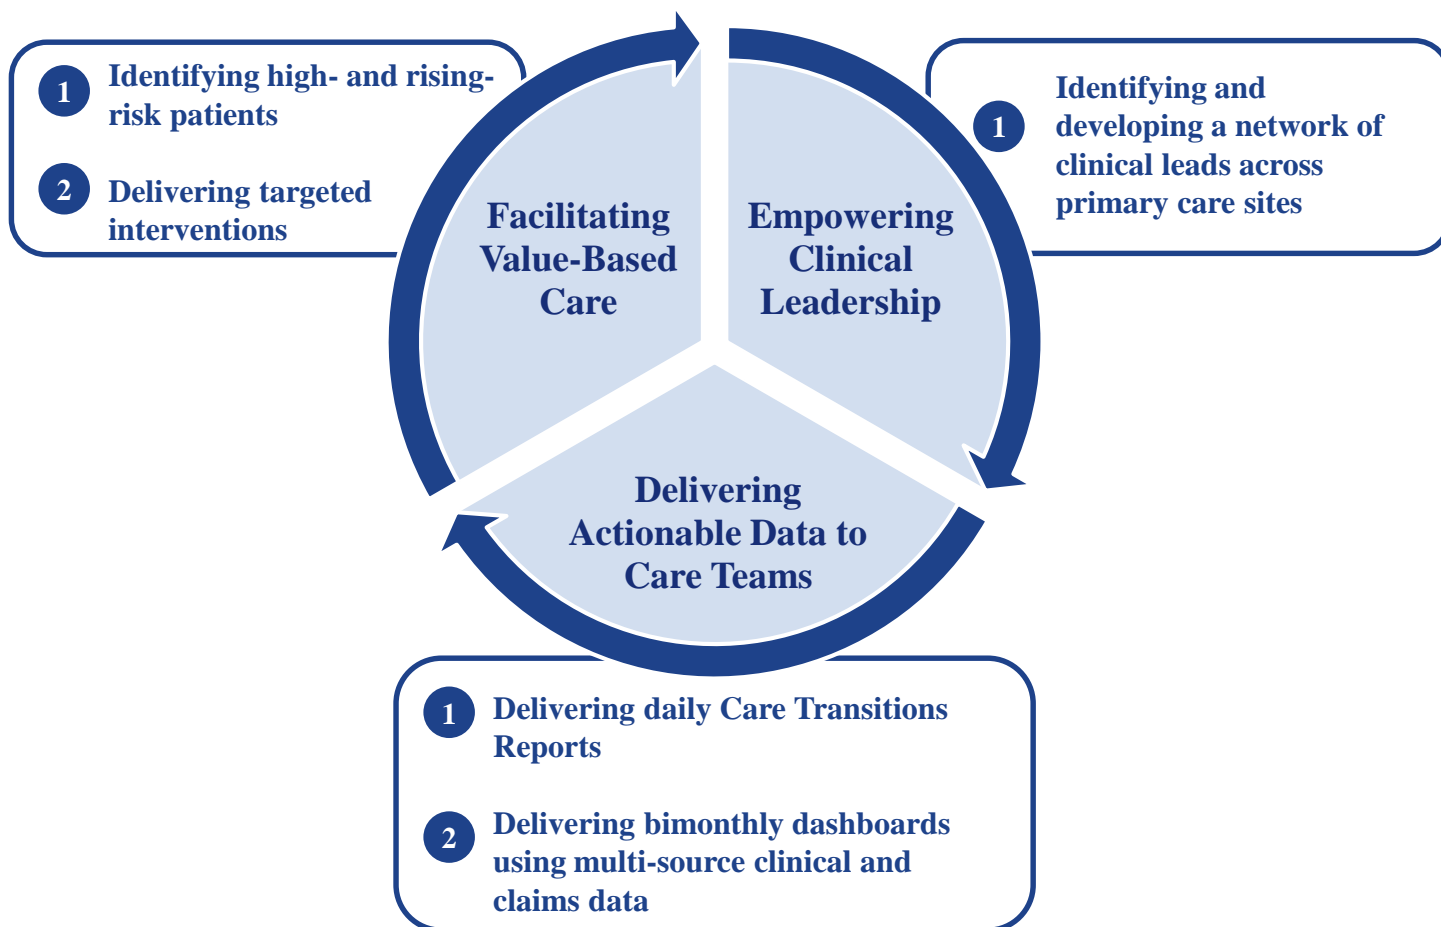 1
Identifying high- and rising-
risk patients
2
Delivering targeted
interventions
Facilitating
Value-Based
Care
Empowering
Clinical
Leadership
1
Identifying and
developing a network of
clinical leads across
primary care sites
Delivering
Actionable Data to
Care Teams
1
Delivering daily Care Transitions
Reports
2
Delivering bimonthly dashboards
using multi-source clinical and
claims data